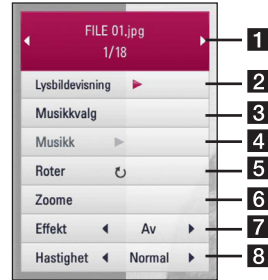 FILE 01.jpg
1/18
1
Lysbildevisning
2
Musikkvalg
3
Musikk
4
Roter
5
Zoome
6
Effekt Av
7
Hastighet Normal
8